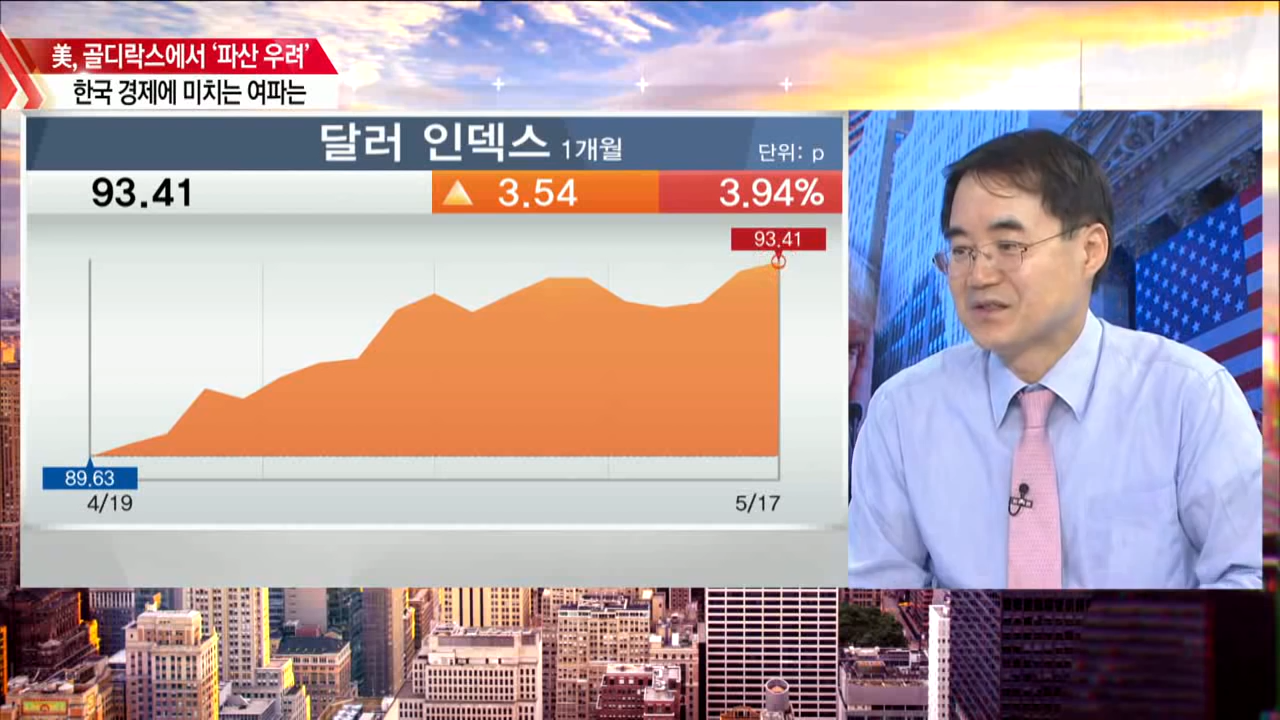 美, 골디락스에서 ‘파산 우려’
한국 경제에 미치는 여파는
달러 인덱스 1개월
단위: p
93.41 ▲ 3.54 3.94%
93.41
89.63
4/19 5/17